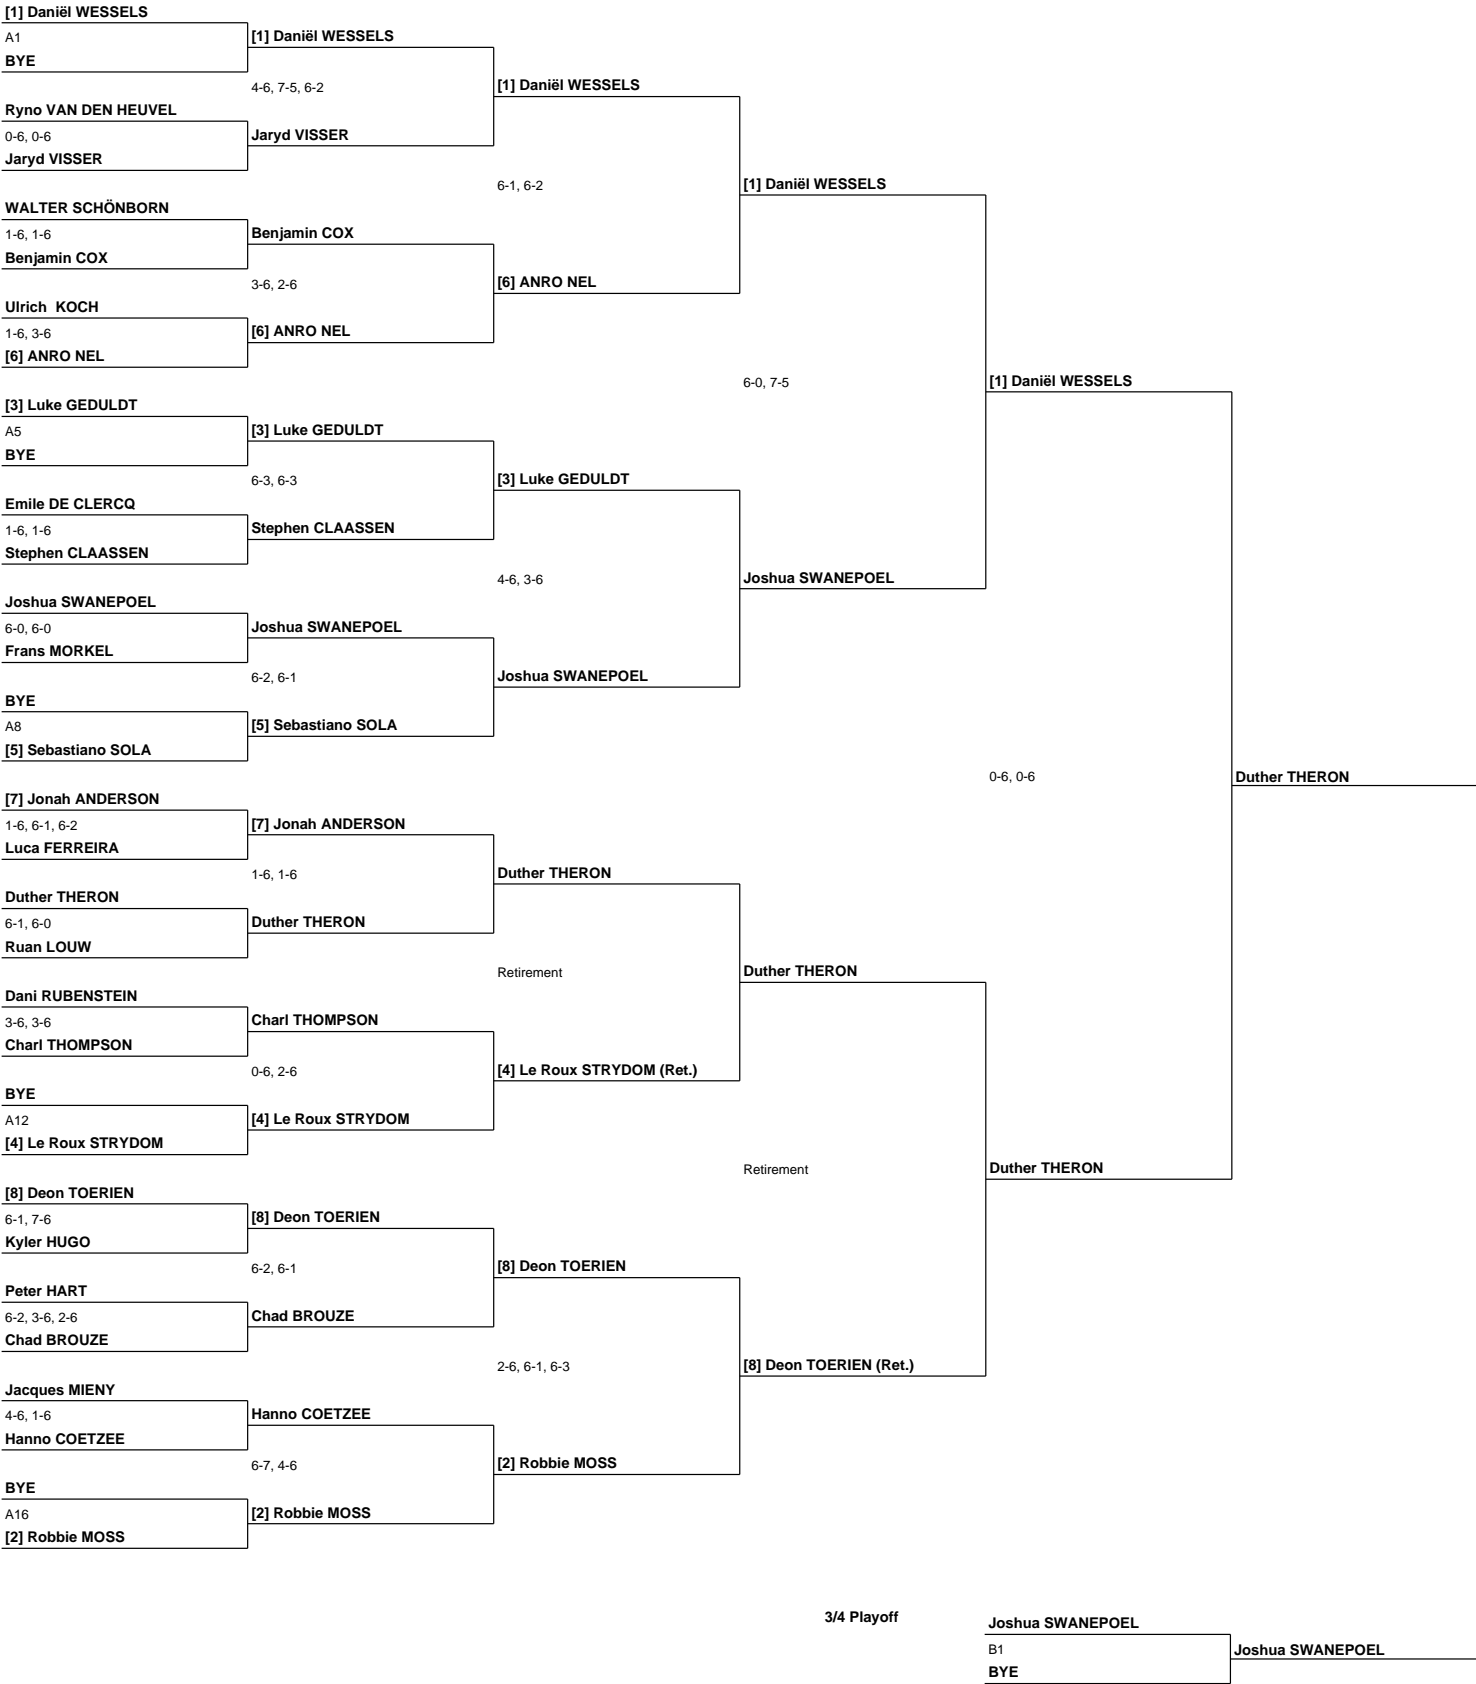 [1] Daniël WESSELS
A1
BYE
Ryno VAN DEN HEUVEL
0-6, 0-6
Jaryd VISSER
WALTER SCHÖNBORN
1-6, 1-6
Benjamin COX
Ulrich  KOCH
1-6, 3-6
[6] ANRO NEL
[3] Luke GEDULDT
A5
BYE
Emile DE CLERCQ
1-6, 1-6
Stephen CLAASSEN
Joshua SWANEPOEL
6-0, 6-0
Frans MORKEL
BYE
A8
[5] Sebastiano SOLA
[7] Jonah ANDERSON
1-6, 6-1, 6-2
Luca FERREIRA
Duther THERON
6-1, 6-0
Ruan LOUW
Dani RUBENSTEIN
3-6, 3-6
Charl THOMPSON
BYE
A12
[4] Le Roux STRYDOM
[8] Deon TOERIEN
6-1, 7-6
Kyler HUGO
Peter HART
6-2, 3-6, 2-6
Chad BROUZE
Jacques MIENY
4-6, 1-6
Hanno COETZEE
BYE
A16
[2] Robbie MOSS
[1] Daniël WESSELS
4-6, 7-5, 6-2
Jaryd VISSER
Benjamin COX
3-6, 2-6
[6] ANRO NEL
[3] Luke GEDULDT
6-3, 6-3
Stephen CLAASSEN
Joshua SWANEPOEL
6-2, 6-1
[5] Sebastiano SOLA
[7] Jonah ANDERSON
1-6, 1-6
Duther THERON
Charl THOMPSON
0-6, 2-6
[4] Le Roux STRYDOM
[8] Deon TOERIEN
6-2, 6-1
Chad BROUZE
Hanno COETZEE
6-7, 4-6
[2] Robbie MOSS
[1] Daniël WESSELS
6-1, 6-2
[6] ANRO NEL
[3] Luke GEDULDT
4-6, 3-6
Joshua SWANEPOEL
Duther THERON
Retirement
[4] Le Roux STRYDOM (Ret.)
[8] Deon TOERIEN
2-6, 6-1, 6-3
[2] Robbie MOSS
[1] Daniël WESSELS
6-0, 7-5
Joshua SWANEPOEL
Duther THERON
Retirement
[8] Deon TOERIEN (Ret.)
[1] Daniël WESSELS
0-6, 0-6
Duther THERON
Duther THERON
3/4 Playoff
Joshua SWANEPOEL
B1
BYE
Joshua SWANEPOEL